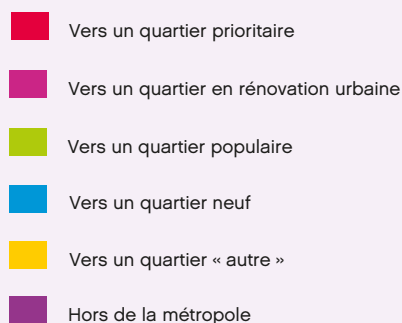 Vers un quartier prioritaire
Vers un quartier en rénovation urbaine
Vers un quartier populaire
Vers un quartier neuf
Vers un quartier « autre »
Hors de la métropole